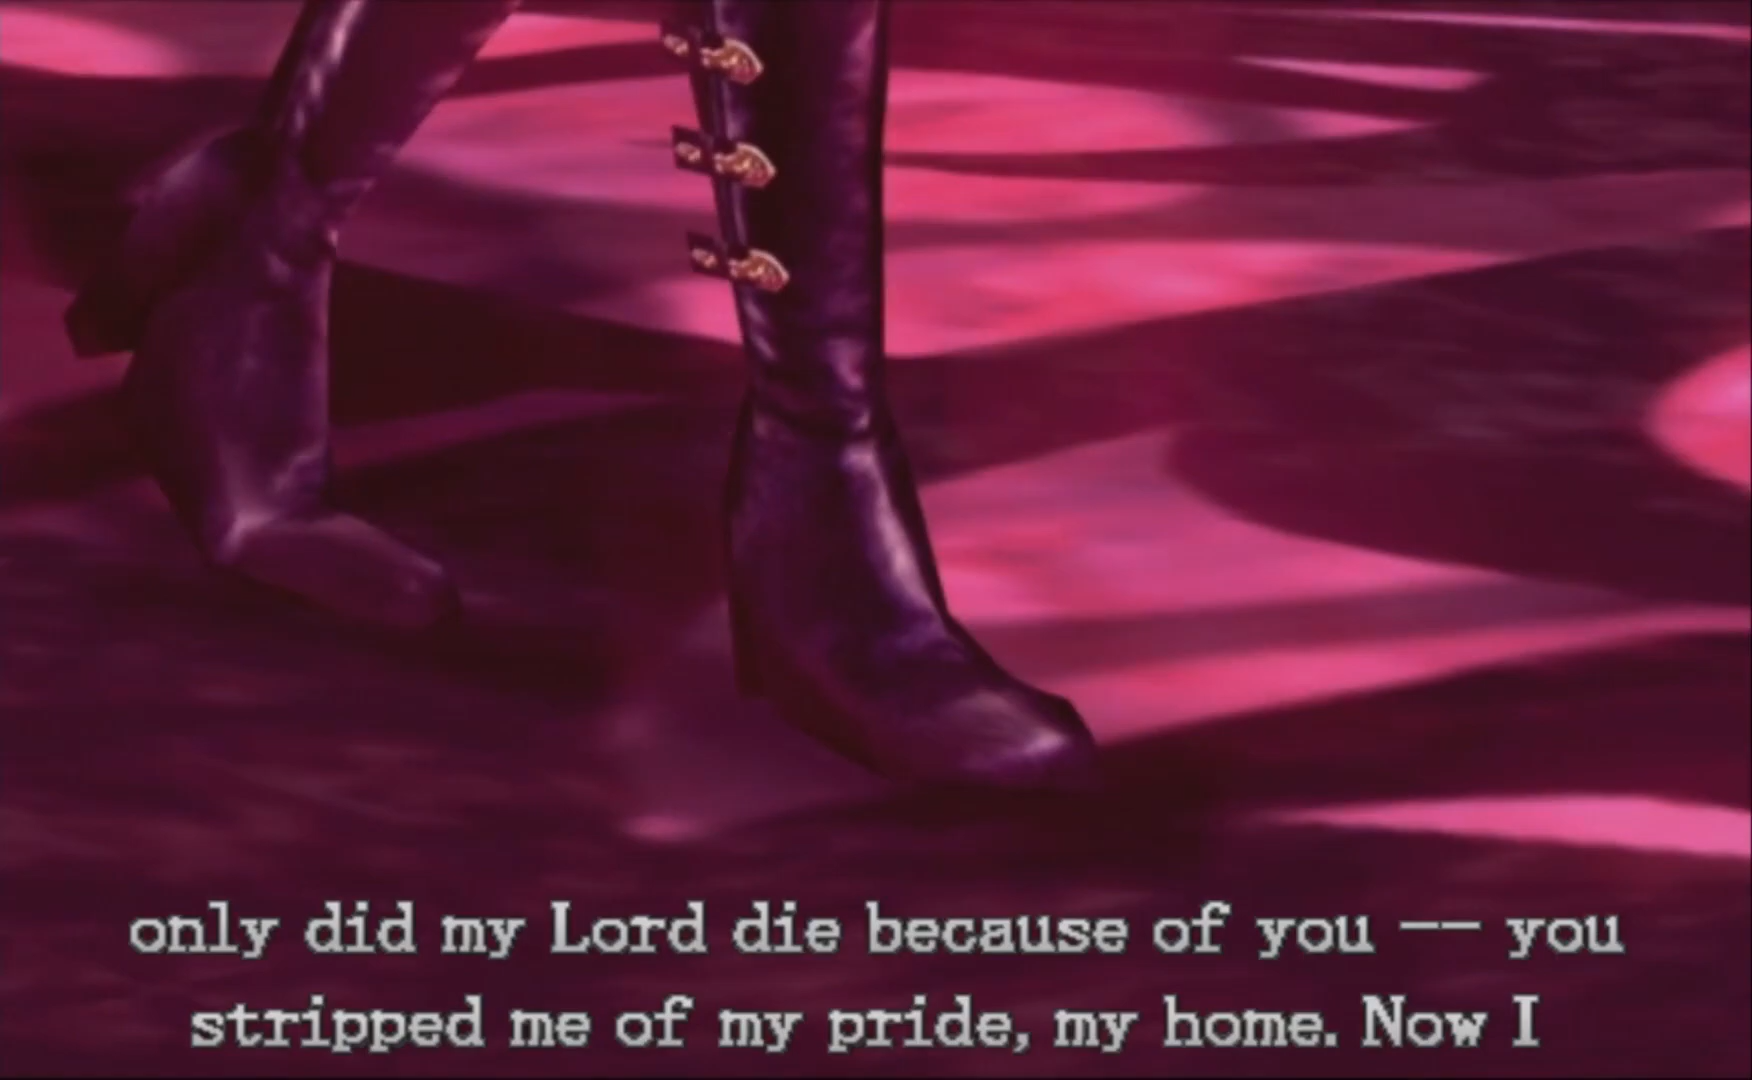 only did my Lord die because of you -- you
stripped me of my pride, my home. Now I